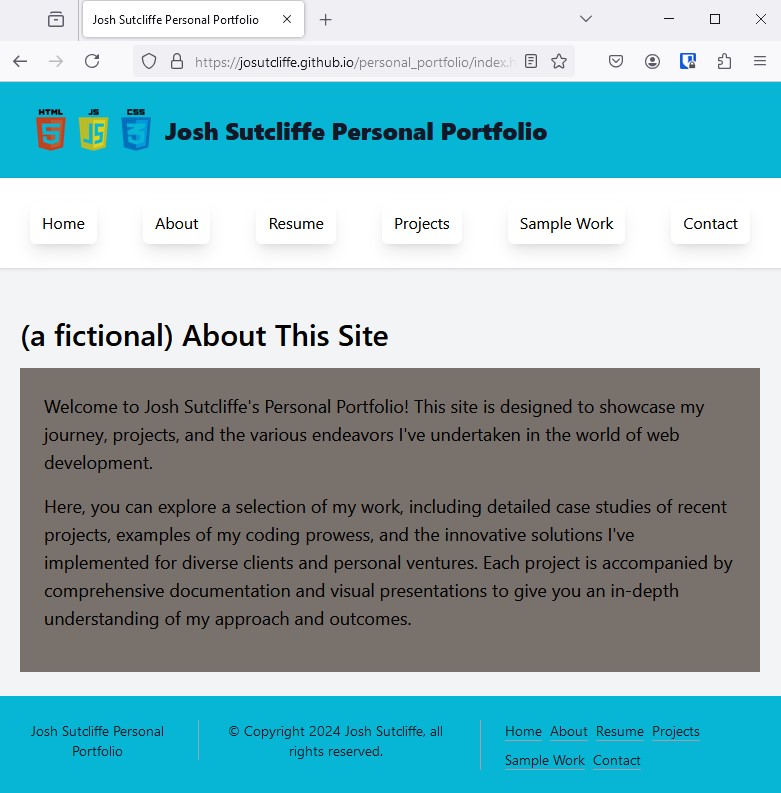 Josh Sutcliffe Personal Portfolio
https://josutcliffe.github.io/personal_portfolio/index.h
HTML JS CSS
5 JS 3
Josh Sutcliffe Personal Portfolio
Home About Resume Projects Sample Work Contact
(a fictional) About This Site
Welcome to Josh Sutcliffe's Personal Portfolio! This site is designed to showcase my
journey, projects, and the various endeavors I've undertaken in the world of web
development.
Here, you can explore a selection of my work, including detailed case studies of recent
projects, examples of my coding prowess, and the innovative solutions I've
implemented for diverse clients and personal ventures. Each project is accompanied by
comprehensive documentation and visual presentations to give you an in-depth
understanding of my approach and outcomes.
Josh Sutcliffe Personal
Portfolio
© Copyright 2024 Josh Sutcliffe, all
rights reserved.
Home About Resume Projects
Sample Work Contact